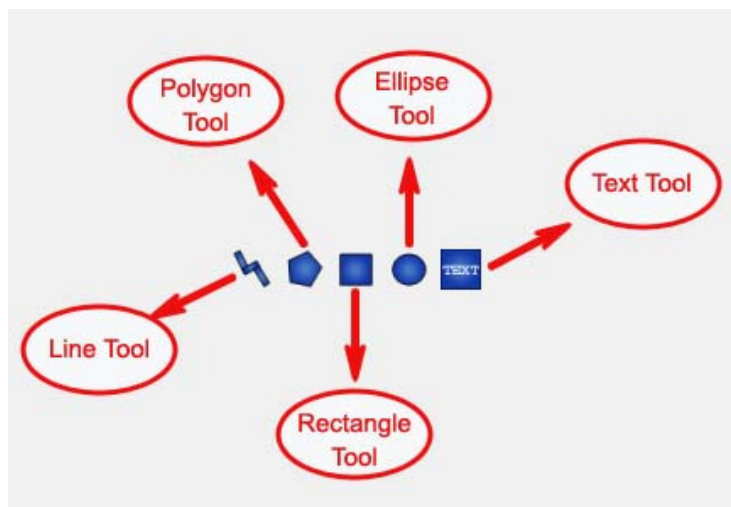 Polygon
Tool
Ellipse
Tool
Text Tool
TEXT
Line Tool
Rectangle
Tool